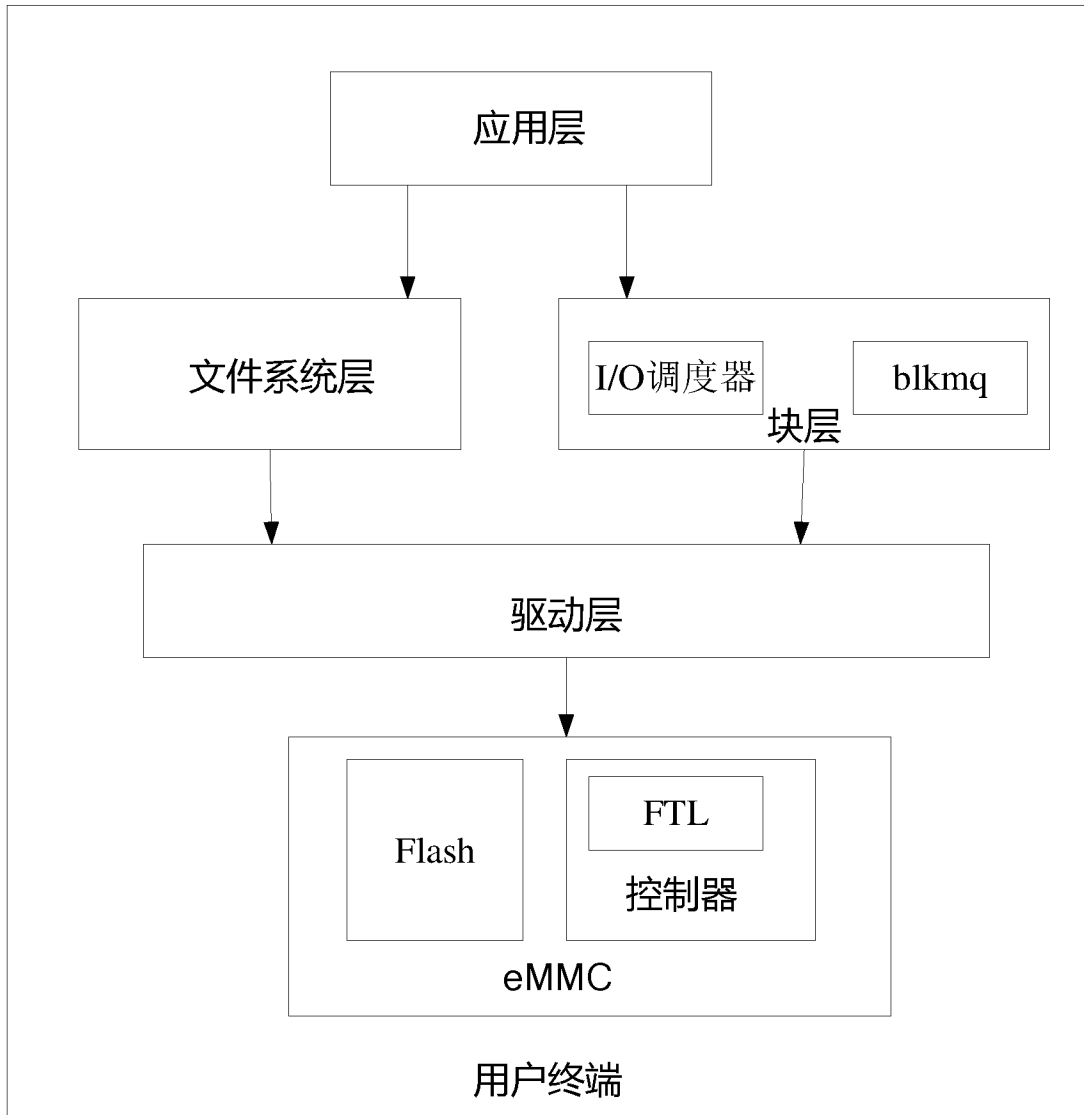 应用层
文件系统层
I/O调度器
blkmq
块层
驱动层
Flash
FTL
控制器
eMMC
用户终端